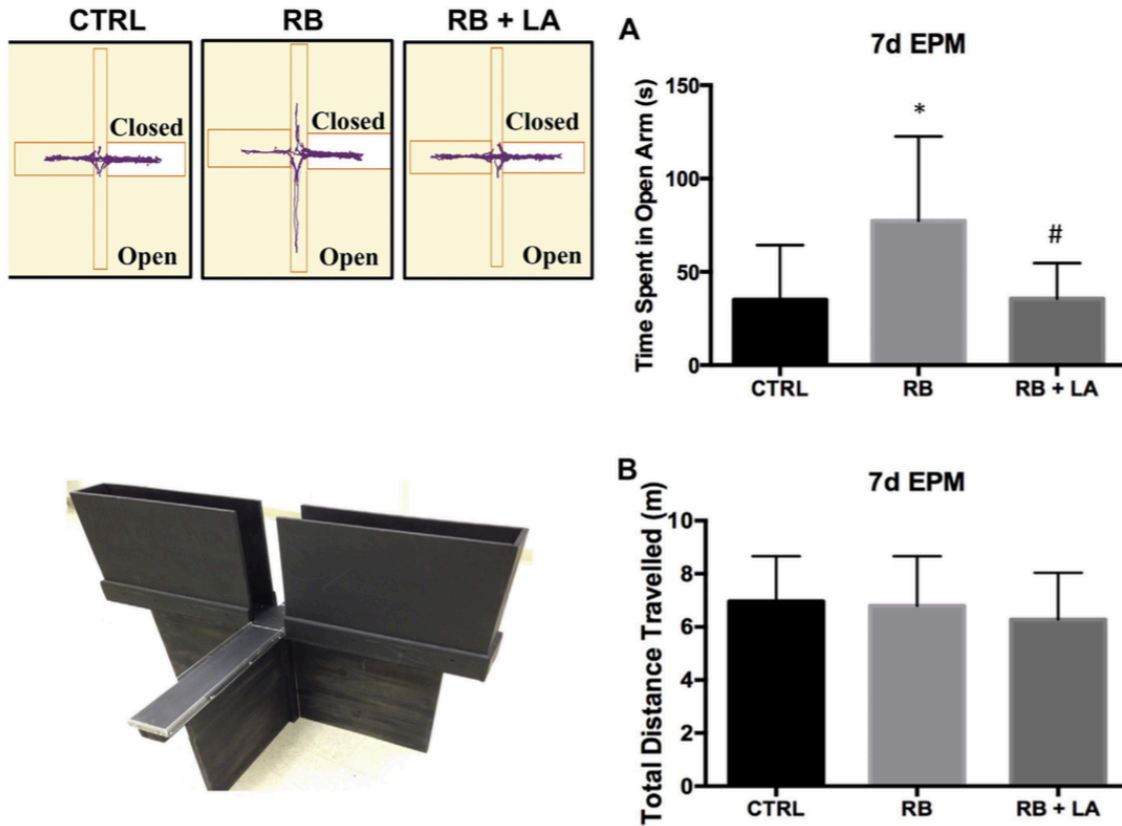 CTRL
RB
RB + LA
Closed
Closed
Closed
Open
Open
Open
A
7d EPM
Time Spent in Open Arm (s)
150
100
50
0
*
#
CTRL
RB
RB + LA
B
7d EPM
Total Distance Travelled (m)
10
8
6
4
2
0
CTRL
RB
RB + LA